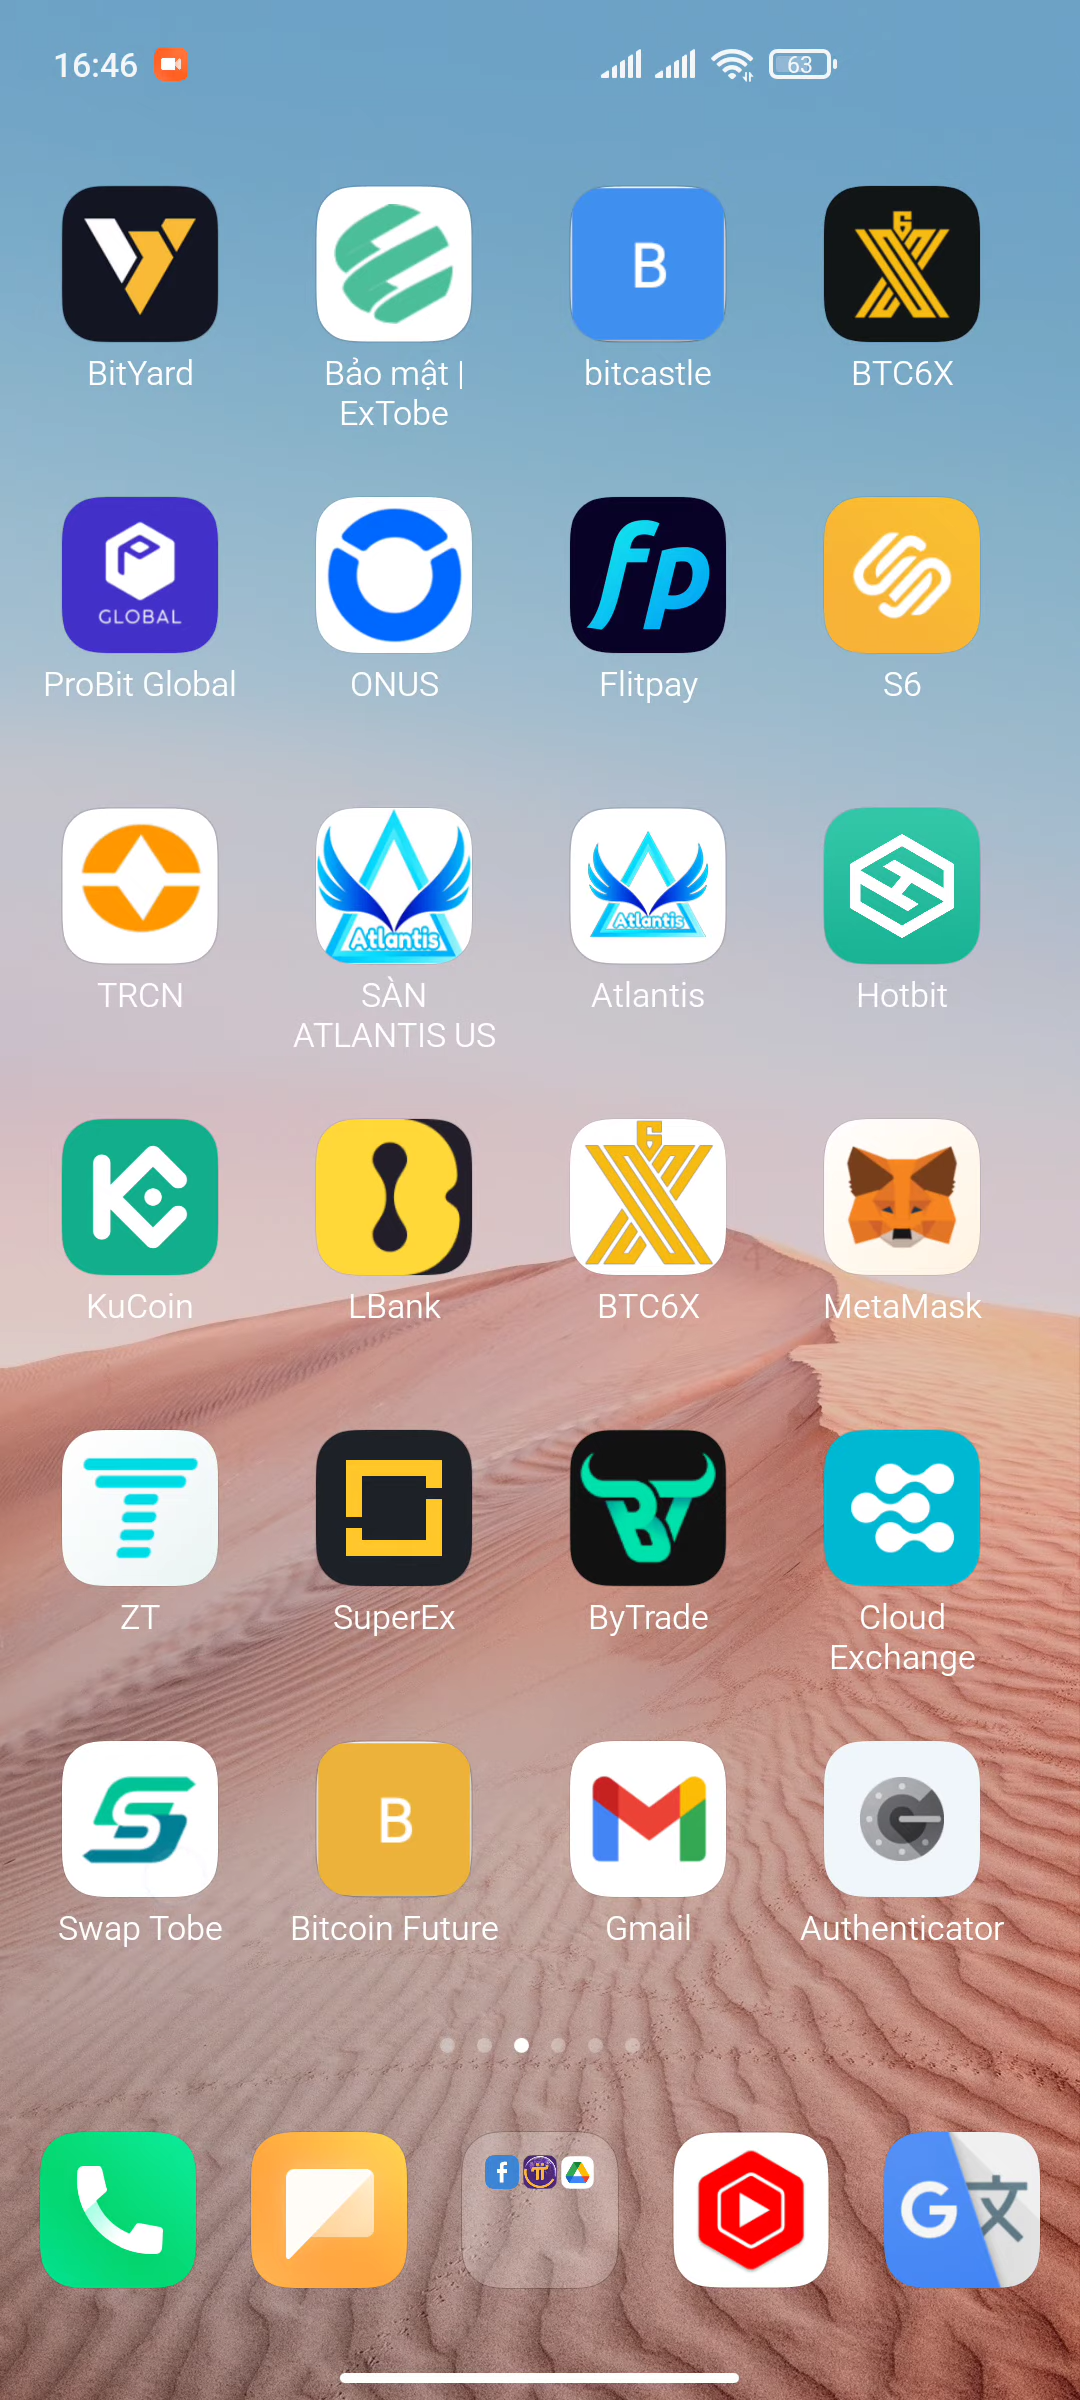 16:46
63
B
BitYard
Bảo mật |
ExTobe
bitcastle
BTC6X
GLOBAL
fp
ProBit Global
ONUS
Flitpay
S6
Atlantis
Atlantis
TRCN
SÀN
ATLANTIS US
Atlantis
Hotbit
KuCoin
LBank
BTC6X
MetaMask
ZT
SuperEx
ByTrade
Cloud
Exchange
B
Swap Tobe
Bitcoin Future
Gmail
Authenticator
G 文